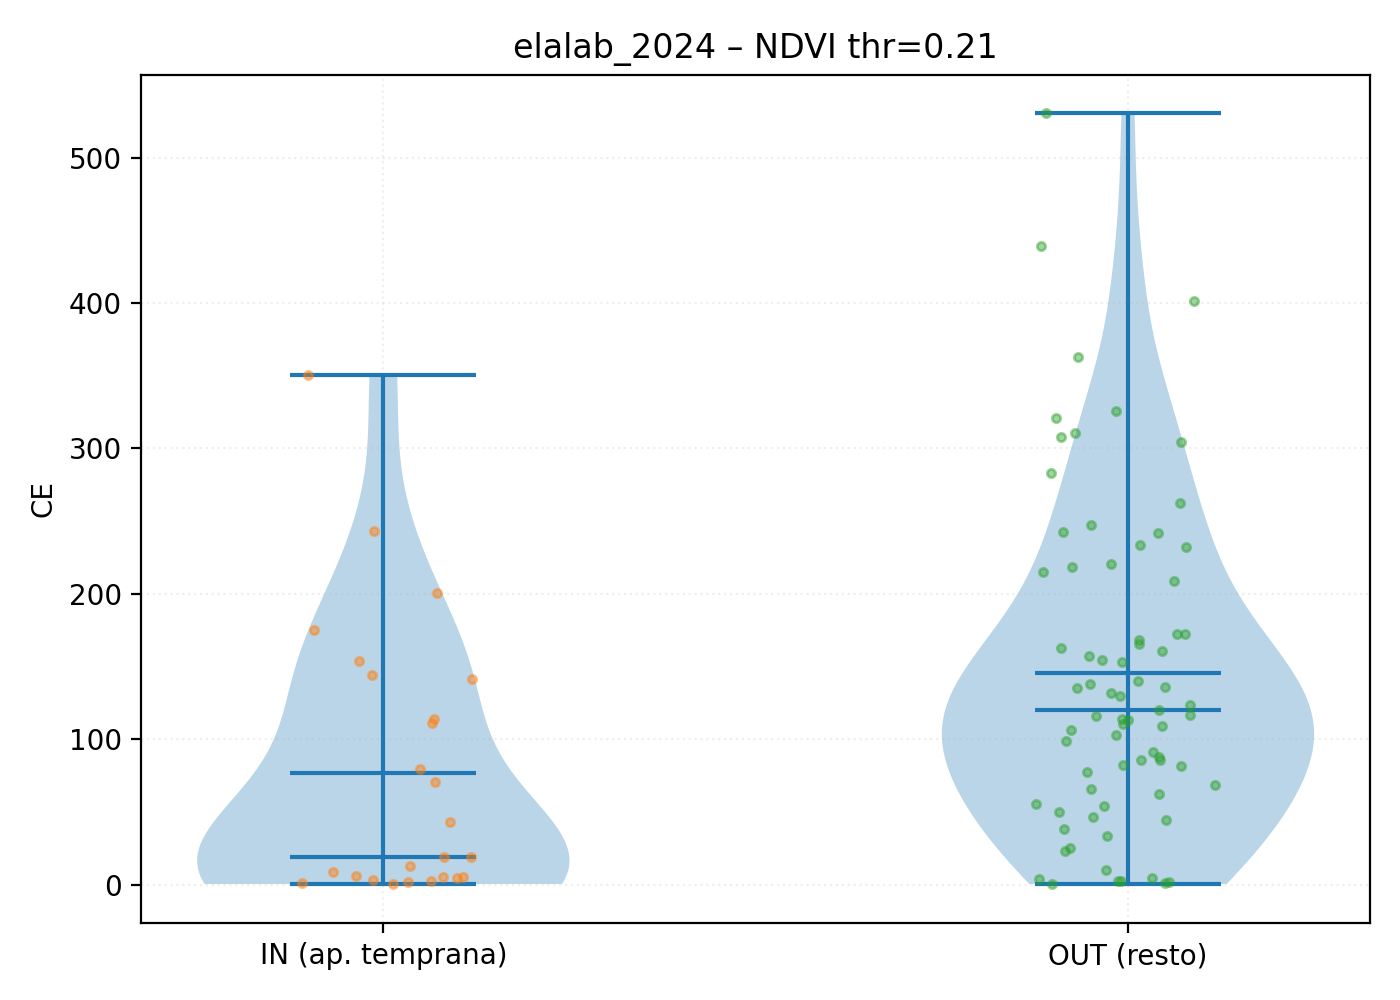 elalab_2024 – NDVI thr=0.21
CE
500
400
300
200
100
0
IN (ap. temprana)
OUT (resto)